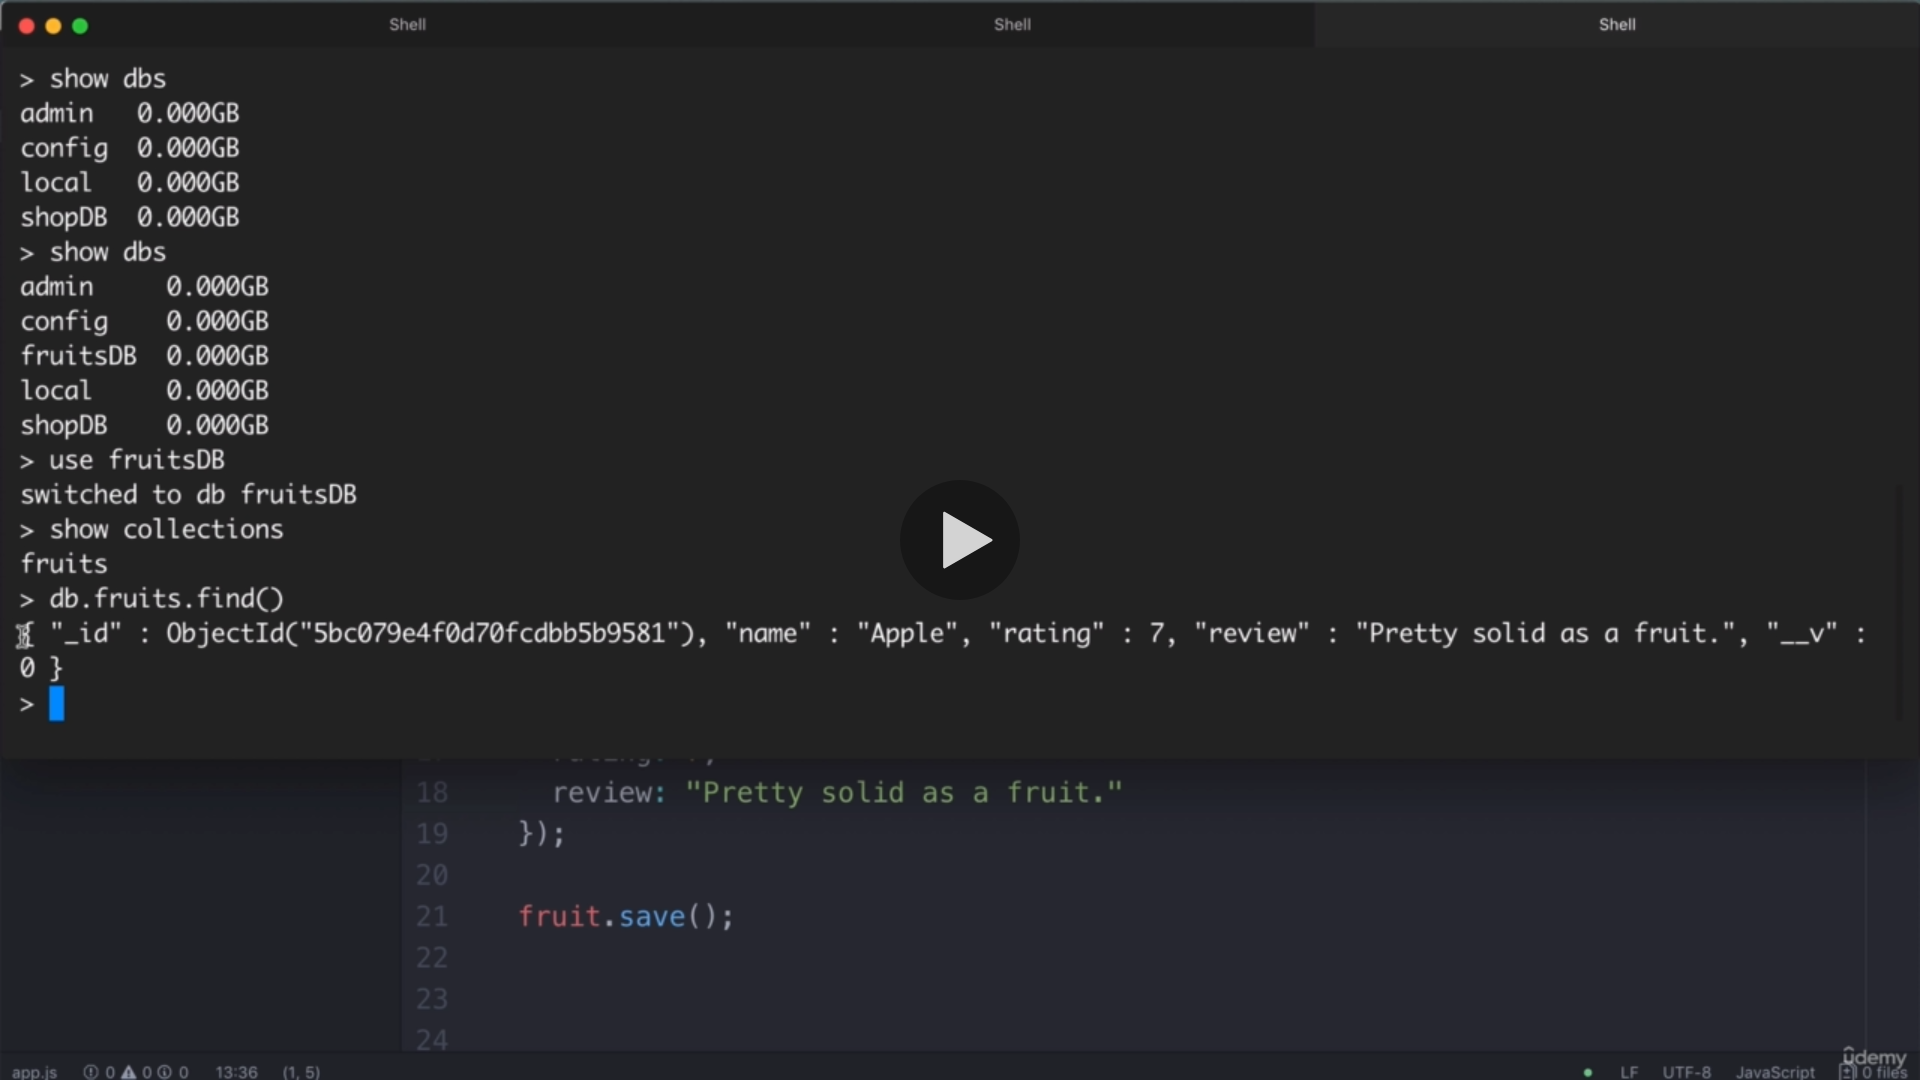 Shell Shell Shell
> show dbs
admin 0.000GB
config 0.000GB
local 0.000GB
shopDB 0.000GB
> show dbs
admin 0.000GB
config 0.000GB
fruitsDB 0.000GB
local 0.000GB
shopDB 0.000GB
> use fruitsDB
switched to db fruitsDB
> show collections
fruits
> db.fruits.find()
{ "_id" : ObjectId("5bc079e4f0d70fcdbb5b9581"), "name" : "Apple", "rating" : 7, "review" : "Pretty solid as a fruit.", "__v" :
0 }
>
18 review: "Pretty solid as a fruit."
19 });
20
21 fruit.save();
22
23
24
app.js 0 0 0 13:36 (1, 5) LF UTF-8 JavaScript 0 files
ûdemy